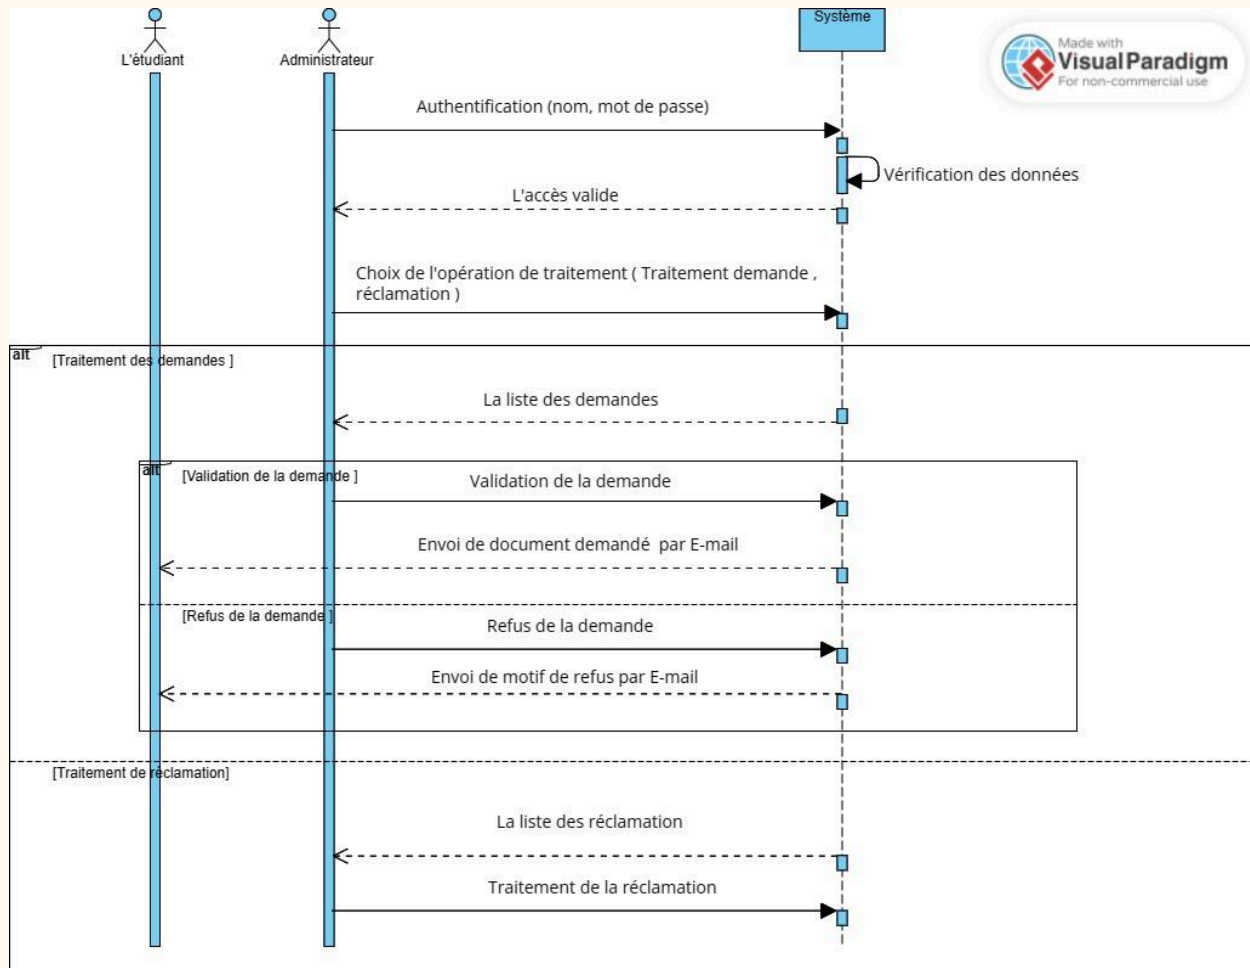 L'étudiant
Administrateur
Système
Made with
Visual Paradigm
For non-commercial use
Authentification (nom, mot de passe)
Vérification des données
L'accès valide
Choix de l'opération de traitement ( Traitement demande ,
réclamation )
alt
[Traitement des demandes ]
La liste des demandes
alt
[Validation de la demande ]
Validation de la demande
Envoi de document demandé par E-mail
[Refus de la demande ]
Refus de la demande
Envoi de motif de refus par E-mail
[Traitement de réclamation]
La liste des réclamation
Traitement de la réclamation